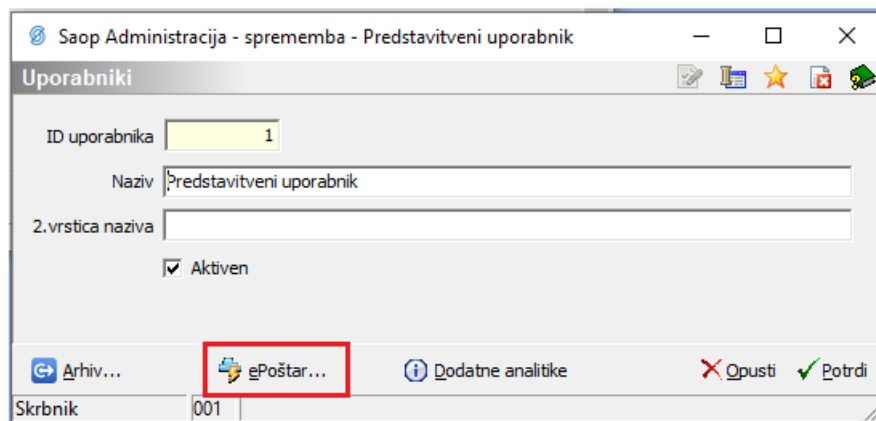 Saop Administracija - sprememba - Predstavitveni uporabnik
Uporabniki
ID uporabnika 1
Naziv Predstavitveni uporabnik
2.vrstica naziva
Aktiven
Arhiv... ePoštar... Dodatne analitike Opusti Potrdi
Skrbnik 001